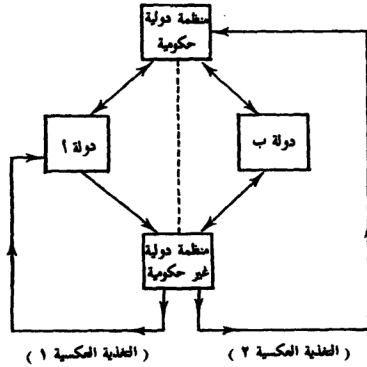 منظمة دولية
حكومية
دولة أ
دولة ب
منظمة دولية
غير حكومية
( التغذية العكسية ١ )
( التغذية العكسية ٢ )